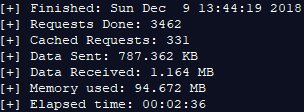 [+] Finished: Sun Dec  9 13:44:19 2018
[+] Requests Done: 3462
[+] Cached Requests: 331
[+] Data Sent: 787.362 KB
[+] Data Received: 1.164 MB
[+] Memory used: 94.672 MB
[+] Elapsed time: 00:02:36